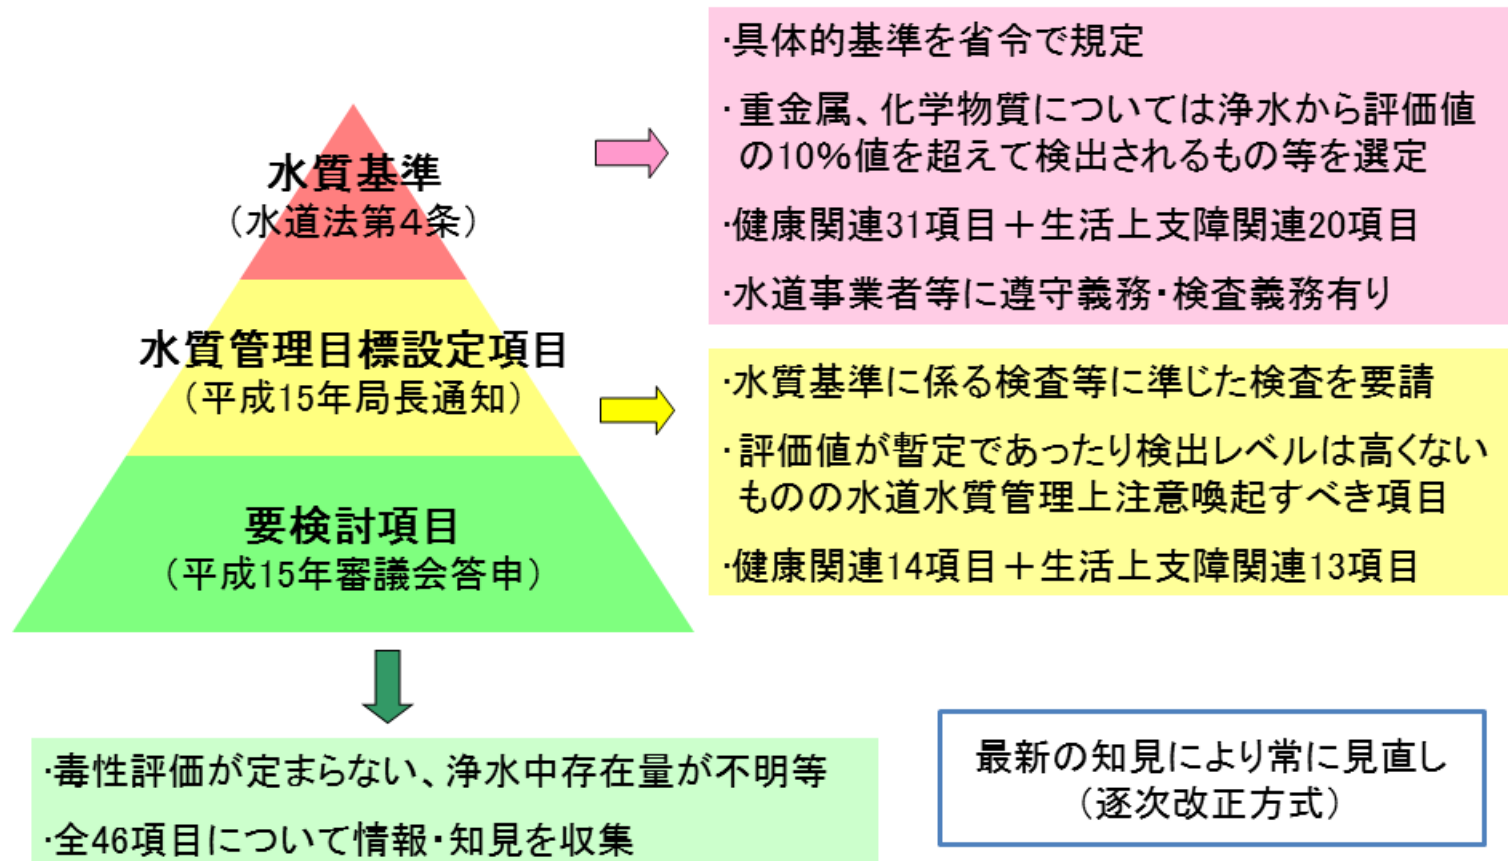 水質基準
（水道法第４条）
・具体的基準を省令で規定
・重金属、化学物質については浄水から評価値
の10％値を超えて検出されるもの等を選定
・健康関連31項目＋生活上支障関連20項目
・水道事業者等に遵守義務・検査義務有り
水質管理目標設定項目
（平成15年局長通知）
・水質基準に係る検査等に準じた検査を要請
・評価値が暫定であったり検出レベルは高くない
ものの水道水質管理上注意喚起すべき項目
・健康関連14項目＋生活上支障関連13項目
要検討項目
（平成15年審議会答申）
・毒性評価が定まらない、浄水中存在量が不明等
・全46項目について情報・知見を収集
最新の知見により常に見直し
（逐次改正方式）